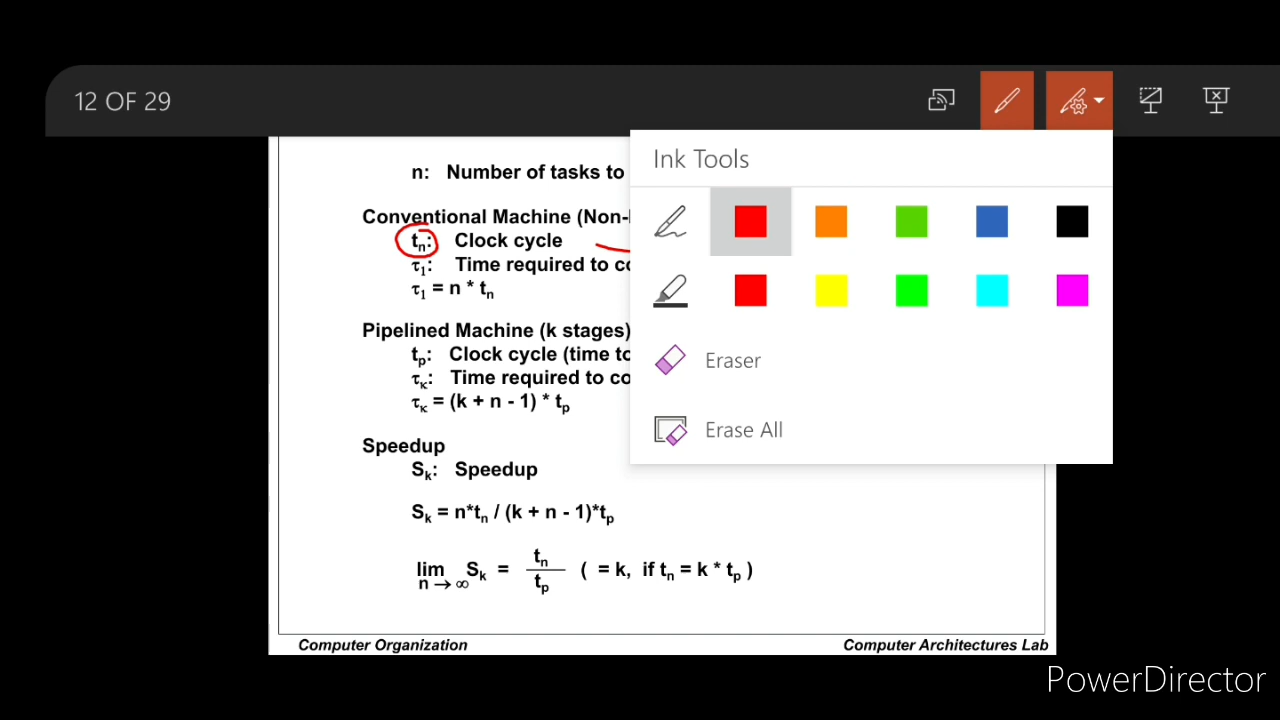 12 OF 29
Ink Tools
Eraser
Erase All
n: Number of tasks to
Conventional Machine (Non-
tn: Clock cycle
τ1: Time required to co
τ1 = n * tn
Pipelined Machine (k stages)
tp: Clock cycle (time to
τκ: Time required to co
τκ = (k + n - 1) * tp
Speedup
Sk: Speedup
Sk = n*tn / (k + n - 1)*tp
lim n → ∞ Sk = tn / tp ( = k, if tn = k * tp )
Computer Organization
Computer Architectures Lab
PowerDirector